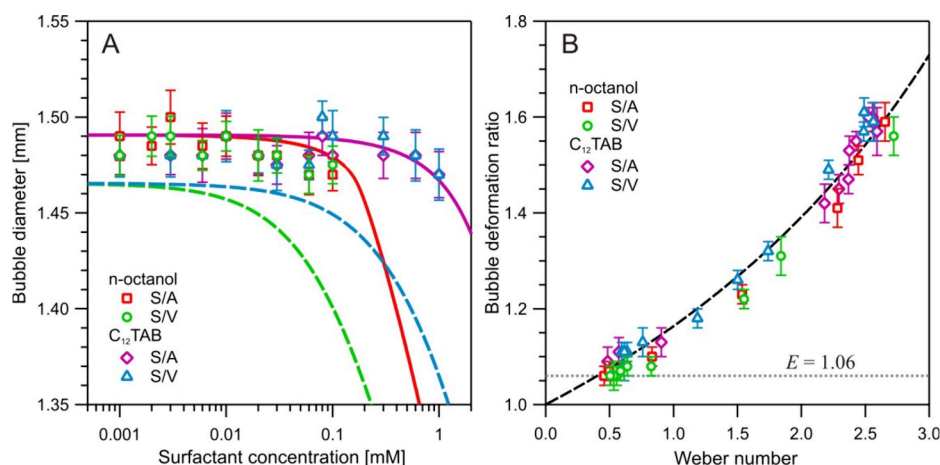 A
1.55
1.50
1.45
1.40
1.35
Bubble diameter [mm]
n-octanol
S/A
S/V
C₁₂TAB
S/A
S/V
0.001
0.01
0.1
1
Surfactant concentration [mM]
B
1.8
1.6
1.4
1.2
1.0
Bubble deformation ratio
n-octanol
S/A
S/V
C₁₂TAB
S/A
S/V
E = 1.06
0.0
0.5
1.0
1.5
2.0
2.5
3.0
Weber number